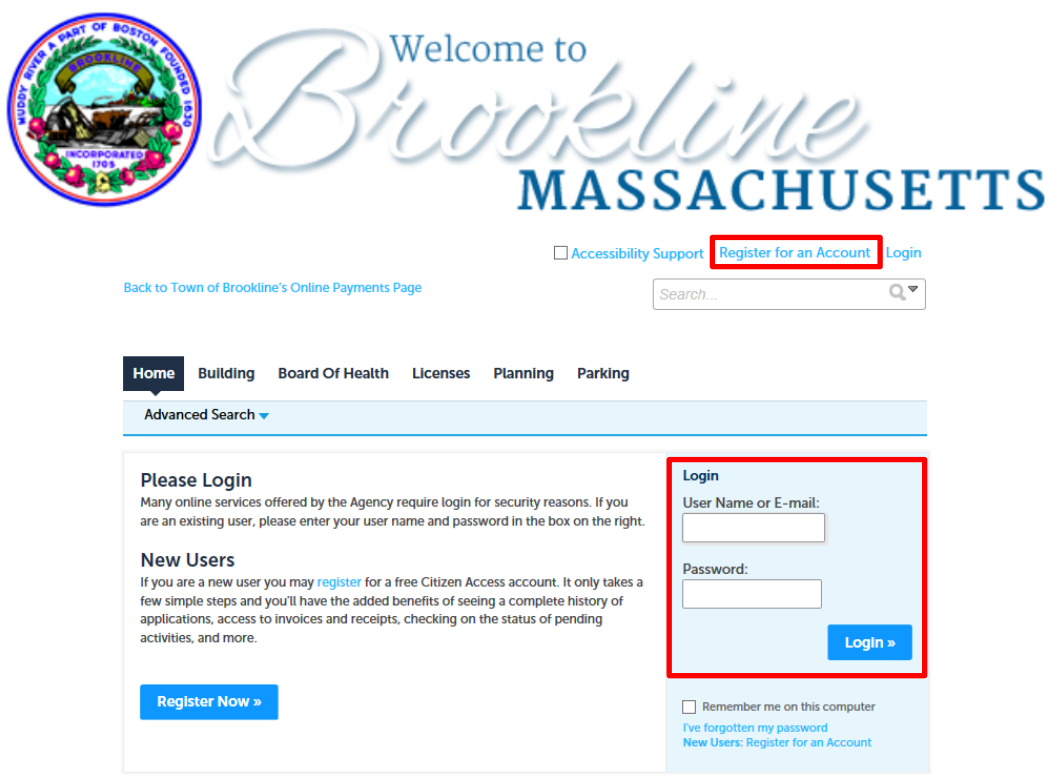 MUDDY RIVER A PART OF BOSTON FOUNDED 1630
BROOKLINE
INCORPORATED
1705
Welcome to
Brookline
MASSACHUSETTS
Accessibility Support Register for an Account Login
Back to Town of Brookline's Online Payments Page
Search...
Home Building Board Of Health Licenses Planning Parking
Advanced Search
Please Login
Many online services offered by the Agency require login for security reasons. If you
are an existing user, please enter your user name and password in the box on the right.
New Users
If you are a new user you may register for a free Citizen Access account. It only takes a
few simple steps and you'll have the added benefits of seeing a complete history of
applications, access to invoices and receipts, checking on the status of pending
activities, and more.
Register Now »
Login
User Name or E-mail:
Password:
Login »
Remember me on this computer
I've forgotten my password
New Users: Register for an Account